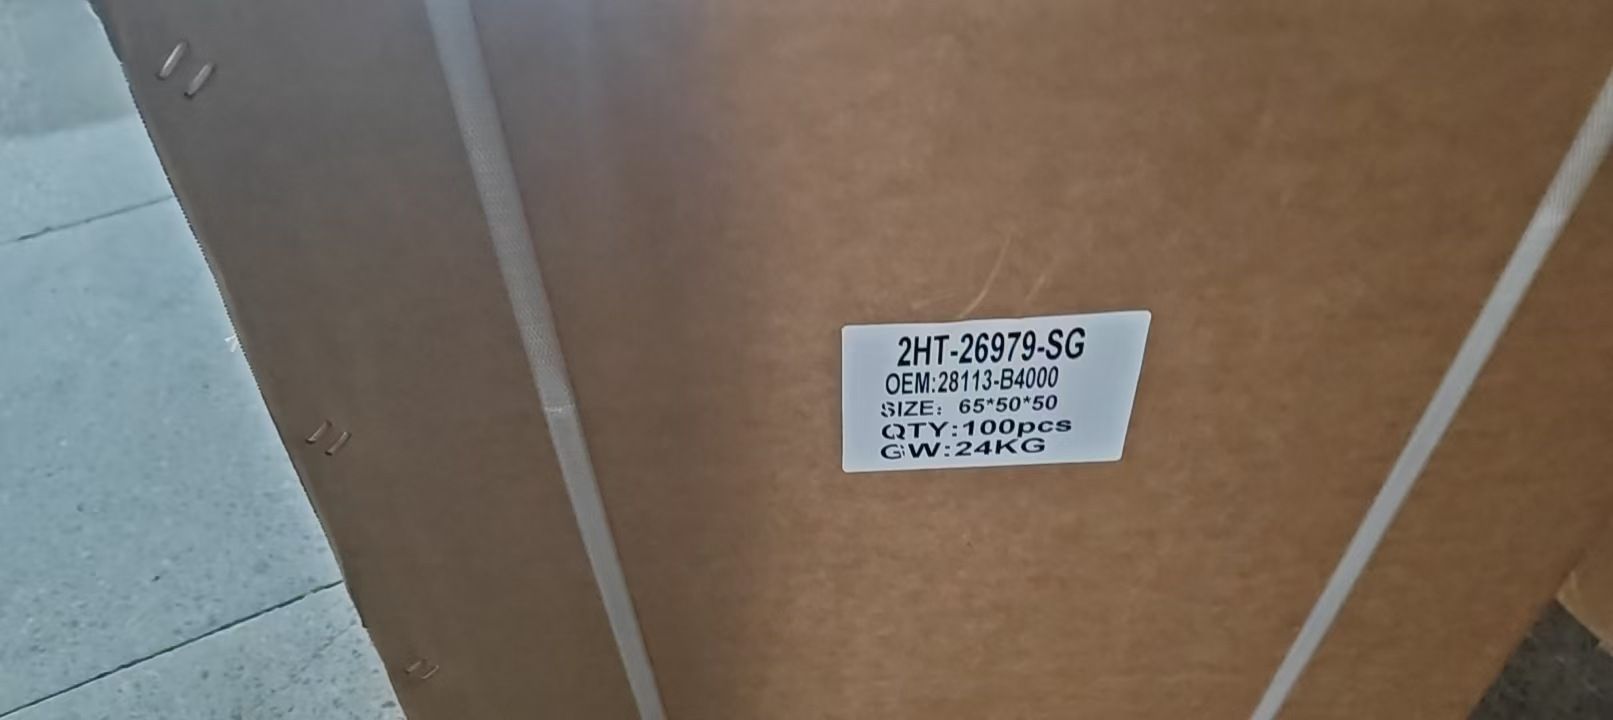 2HT-26979-SG
OEM:28113-B4000
SIZE: 65*50*50
QTY:100pcs
GW:24KG